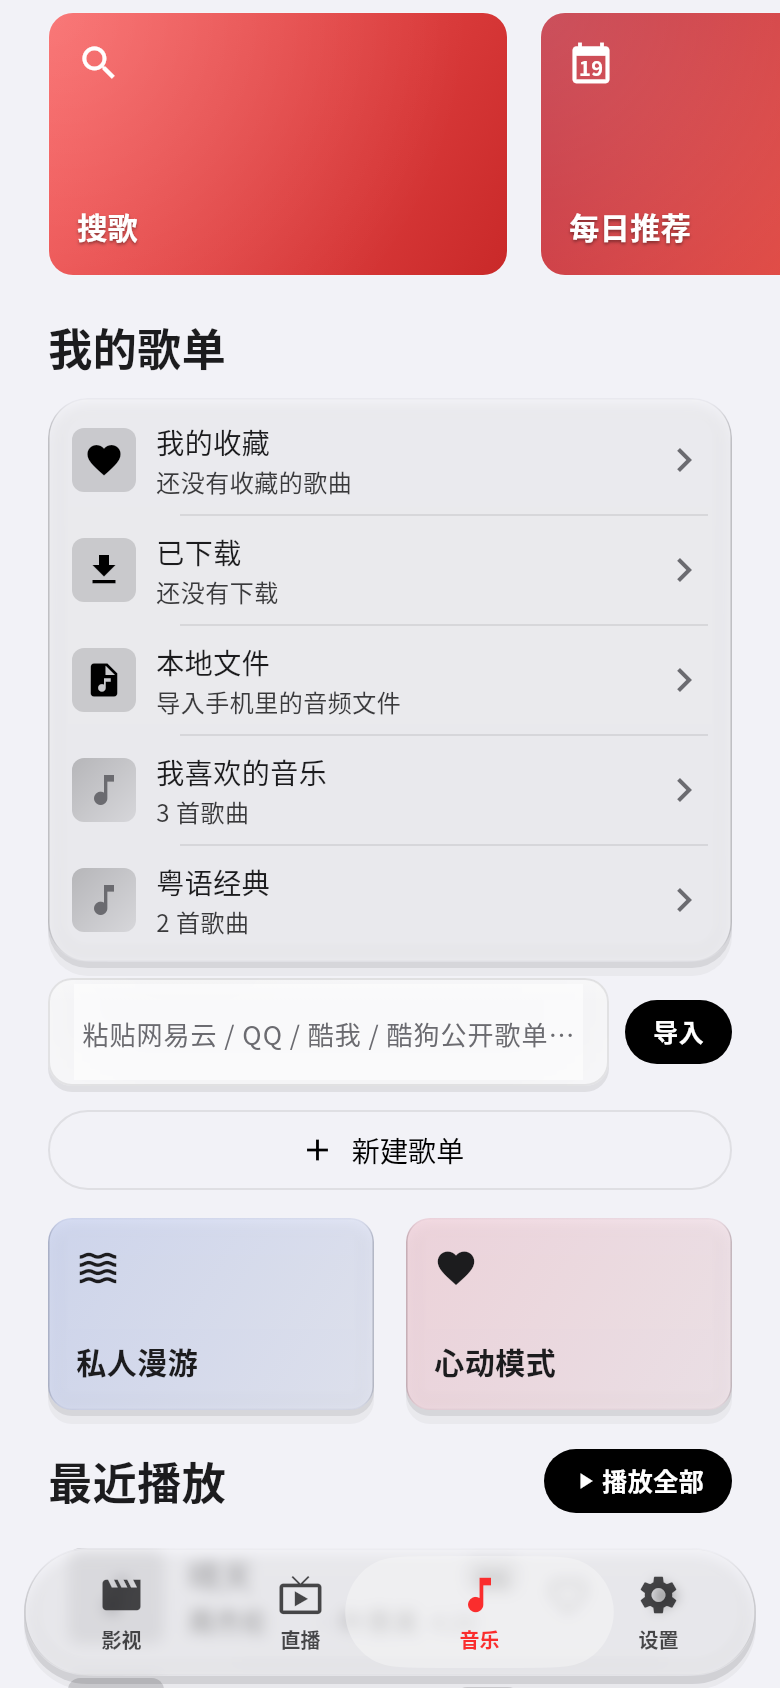 19
搜歌
每日推荐
我的歌单
我的收藏
还没有收藏的歌曲
已下载
还没有下载
本地文件
导入手机里的音频文件
我喜欢的音乐
3 首歌曲
粤语经典
2 首歌曲
粘贴网易云 / QQ / 酷我 / 酷狗公开歌单…
导入
新建歌单
私人漫游
心动模式
最近播放
播放全部
影视
直播
音乐
设置